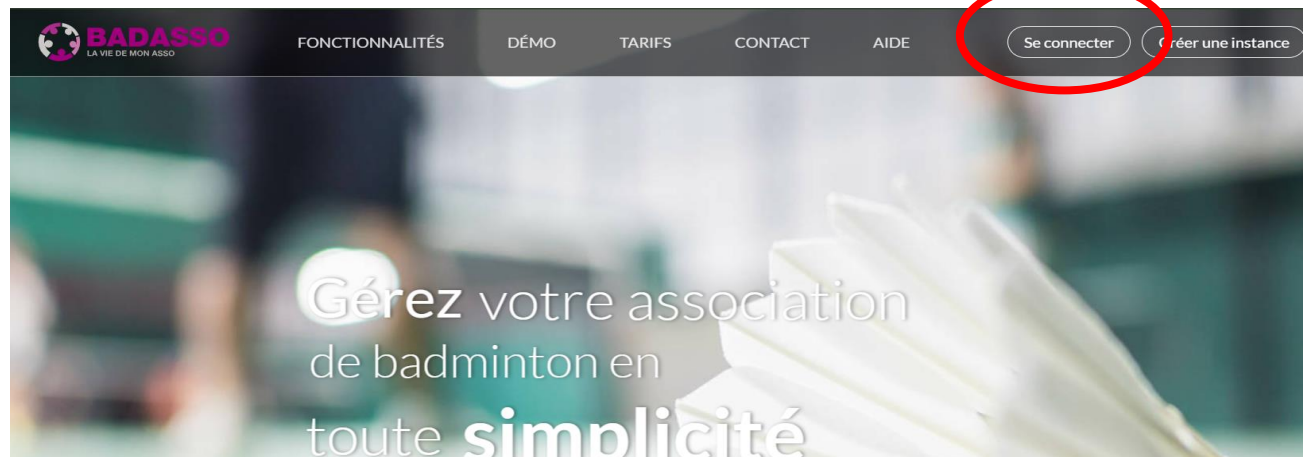 BADASSO
LA VIE DE MON ASSO
FONCTIONNALITÉS DÉMO TARIFS CONTACT AIDE Se connecter Créer une instance
Gérez votre association
de badminton en
toute simplicité